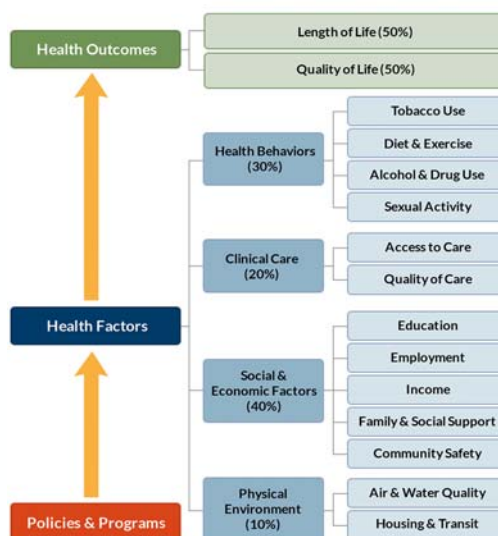 Health Outcomes
Length of Life (50%)
Quality of Life (50%)
Health Factors
Health Behaviors
(30%)
Tobacco Use
Diet & Exercise
Alcohol & Drug Use
Sexual Activity
Clinical Care
(20%)
Access to Care
Quality of Care
Social &
Economic Factors
(40%)
Education
Employment
Income
Family & Social Support
Community Safety
Physical
Environment
(10%)
Air & Water Quality
Housing & Transit
Policies & Programs